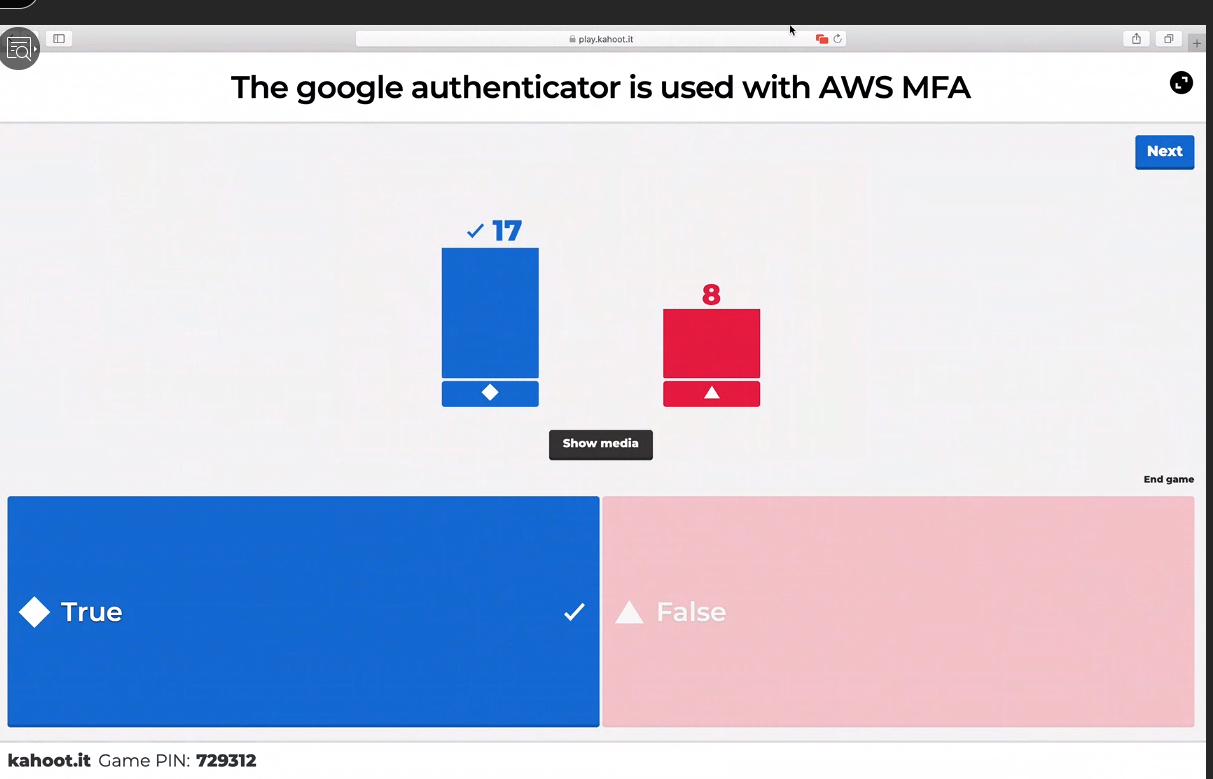 play.kahoot.it
The google authenticator is used with AWS MFA
Next
17
8
Show media
End game
True
False
kahoot.it Game PIN: 729312